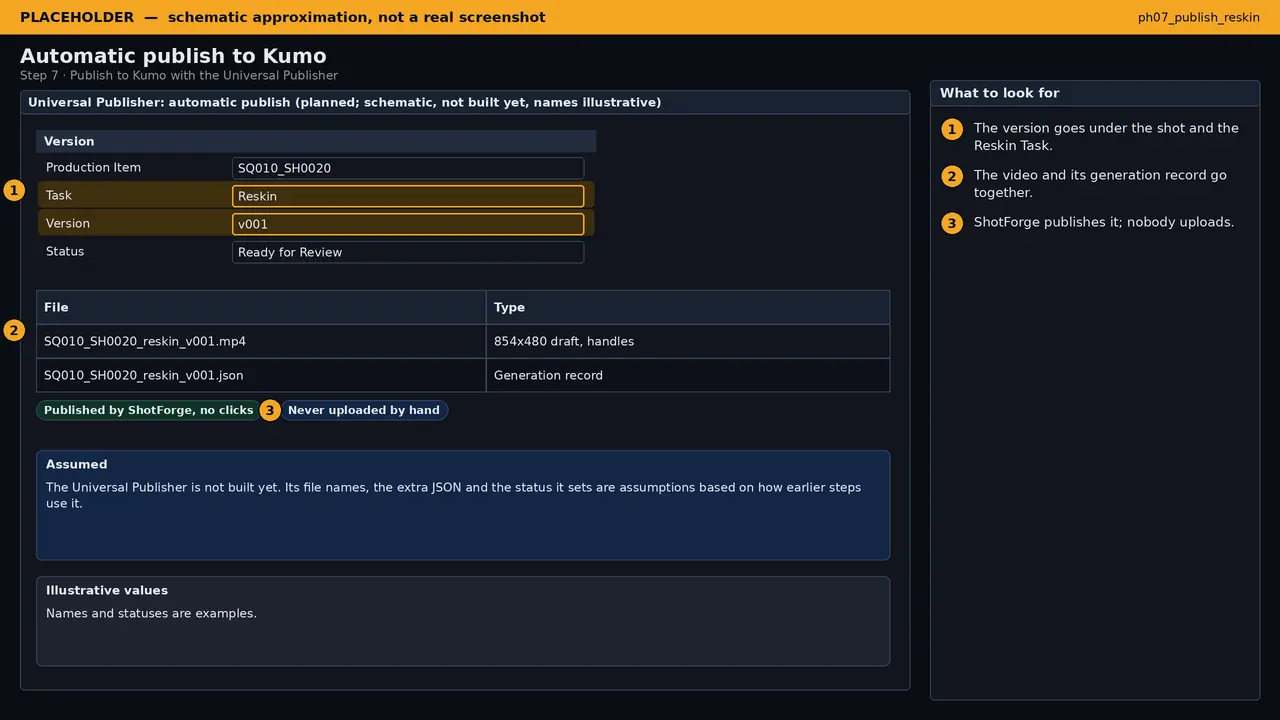 PLACEHOLDER — schematic approximation, not a real screenshot
ph07_publish_reskin
Automatic publish to Kumo
Step 7 · Publish to Kumo with the Universal Publisher
Universal Publisher: automatic publish (planned; schematic, not built yet, names illustrative)
Version
Production Item
SQ010_SH0020
1
Task
Reskin
Version
v001
Status
Ready for Review
File
Type
2
SQ010_SH0020_reskin_v001.mp4
854x480 draft, handles
SQ010_SH0020_reskin_v001.json
Generation record
Published by ShotForge, no clicks
3
Never uploaded by hand
Assumed
The Universal Publisher is not built yet. Its file names, the extra JSON and the status it sets are assumptions based on how earlier steps
use it.
Illustrative values
Names and statuses are examples.
What to look for
1
The version goes under the shot and the
Reskin Task.
2
The video and its generation record go
together.
3
ShotForge publishes it; nobody uploads.